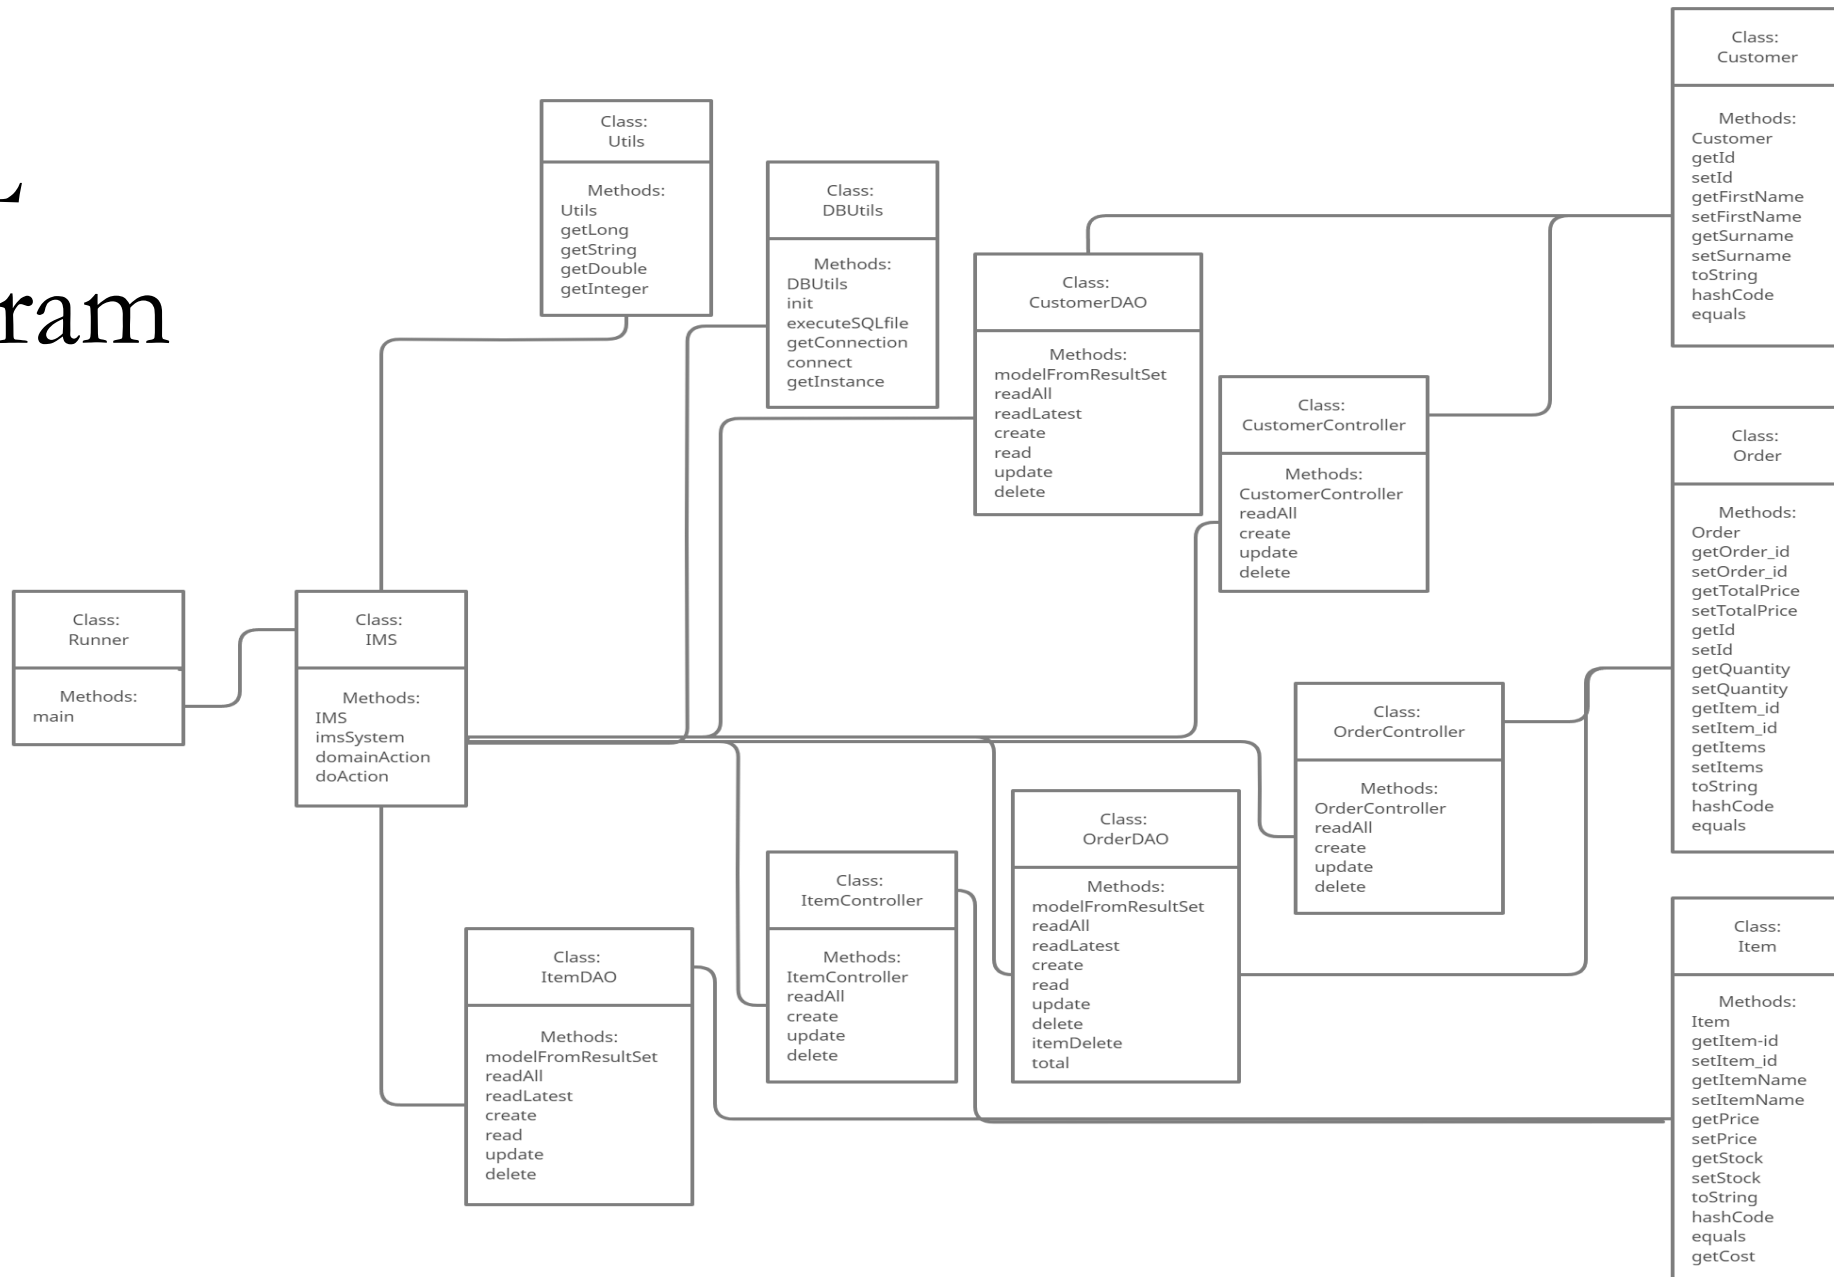 ram
Class:
Utils
Methods:
Utils
getLong
getString
getDouble
getInteger
Class:
DBUtils
Methods:
DBUtils
init
executeSQLfile
getConnection
connect
getInstance
Class:
CustomerDAO
Methods:
modelFromResultSet
readAll
readLatest
create
read
update
delete
Class:
CustomerController
Methods:
CustomerController
readAll
create
update
delete
Class:
Customer
Methods:
Customer
getId
setId
getFirstName
setFirstName
getSurname
setSurname
toString
hashCode
equals
Class:
Runner
Methods:
main
Class:
IMS
Methods:
IMS
imsSystem
domainAction
doAction
Class:
Order
Methods:
Order
getOrder_id
setOrder_id
getTotalPrice
setTotalPrice
getId
setId
getQuantity
setQuantity
getItem_id
setItem_id
getItems
setItems
toString
hashCode
equals
Class:
OrderController
Methods:
OrderController
readAll
create
update
delete
Class:
OrderDAO
Methods:
modelFromResultSet
readAll
readLatest
create
read
update
delete
itemDelete
total
Class:
ItemController
Methods:
ItemController
readAll
create
update
delete
Class:
ItemDAO
Methods:
modelFromResultSet
readAll
readLatest
create
read
update
delete
Class:
Item
Methods:
Item
getItem-id
setItem_id
getItemName
setItemName
getPrice
setPrice
getStock
setStock
toString
hashCode
equals
getCost